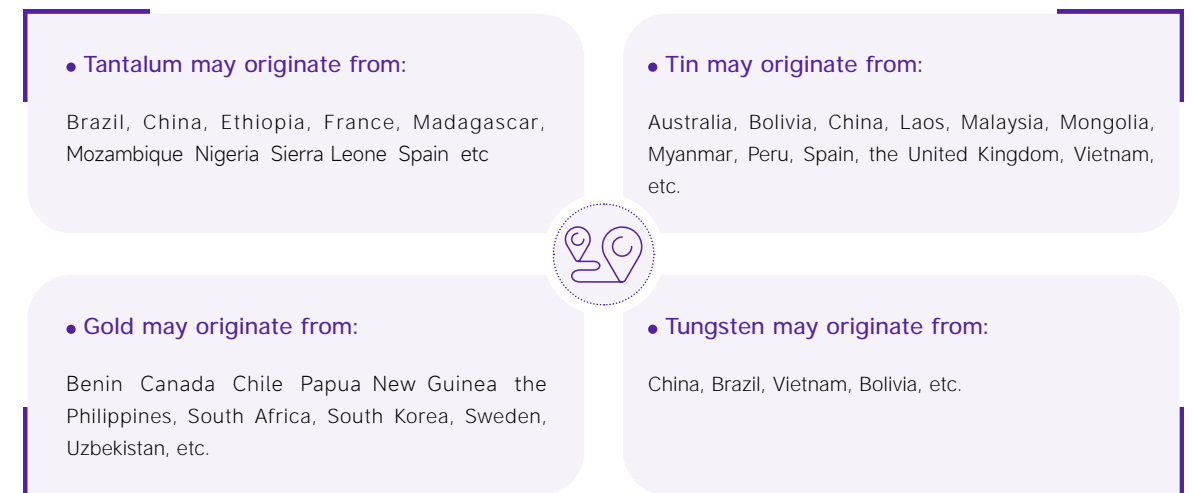 • Tantalum may originate from:
Brazil, China, Ethiopia, France, Madagascar,
Mozambique Nigeria Sierra Leone Spain etc
• Tin may originate from:
Australia, Bolivia, China, Laos, Malaysia, Mongolia,
Myanmar, Peru, Spain, the United Kingdom, Vietnam,
etc.
• Gold may originate from:
Benin Canada Chile Papua New Guinea the
Philippines, South Africa, South Korea, Sweden,
Uzbekistan, etc.
• Tungsten may originate from:
China, Brazil, Vietnam, Bolivia, etc.